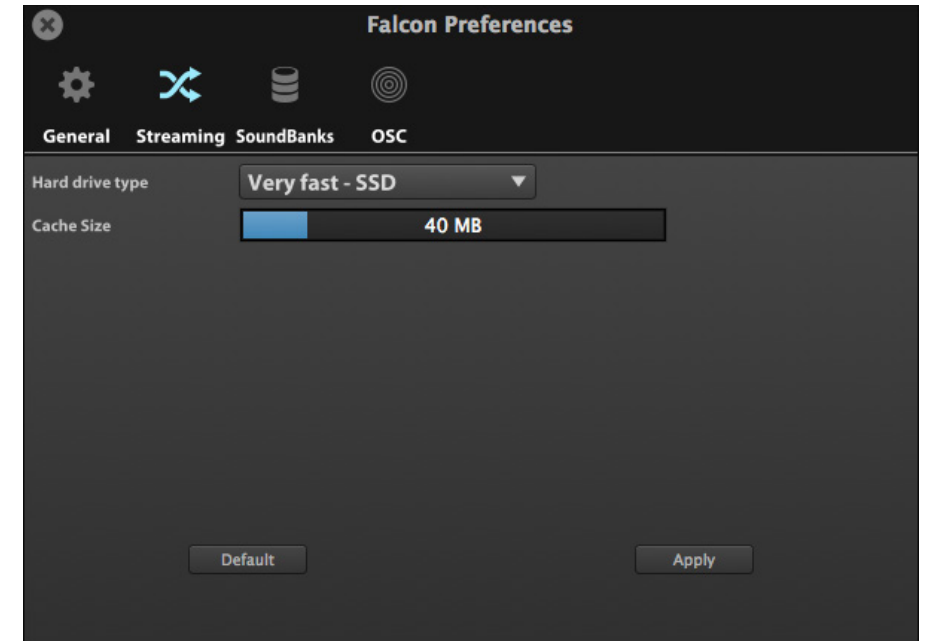 Falcon Preferences
General Streaming SoundBanks OSC
Hard drive type Very fast - SSD
Cache Size 40 MB
Default Apply